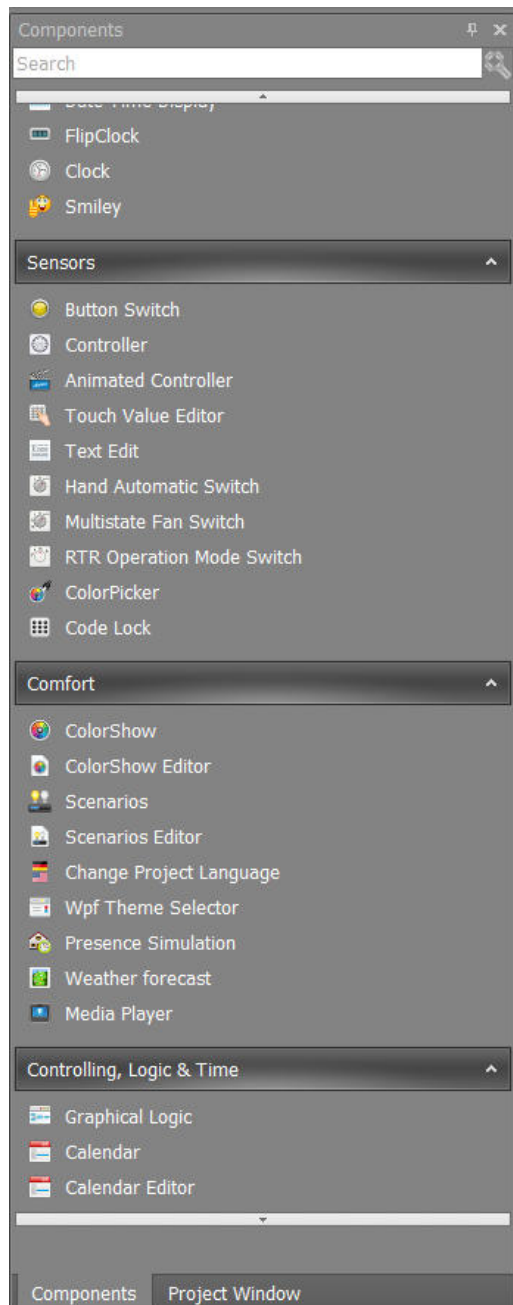 Components
Search
Date Time Display
FlipClock
Clock
Smiley
Sensors
Button Switch
Controller
Animated Controller
Touch Value Editor
Text Edit
Hand Automatic Switch
Multistate Fan Switch
RTR Operation Mode Switch
ColorPicker
Code Lock
Comfort
ColorShow
ColorShow Editor
Scenarios
Scenarios Editor
Change Project Language
Wpf Theme Selector
Presence Simulation
Weather forecast
Media Player
Controlling, Logic & Time
Graphical Logic
Calendar
Calendar Editor
Components Project Window